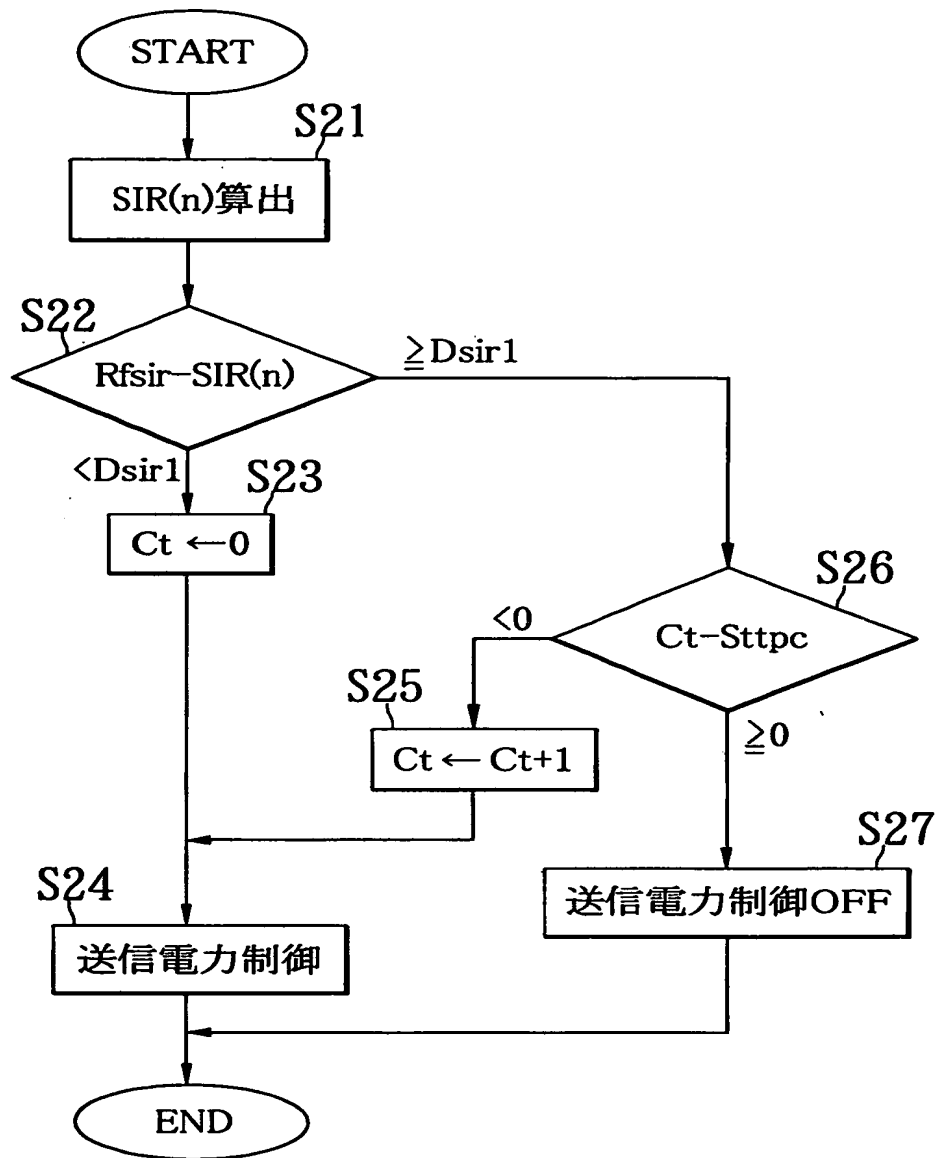 START
S21
SIR(n)算出
S22
Rfsir-SIR(n)
≧Dsir1
<Dsir1
S23
Ct ←0
S26
Ct-Sttpc
<0
S25
Ct ← Ct+1
≧0
S27
送信電力制御OFF
S24
送信電力制御
END